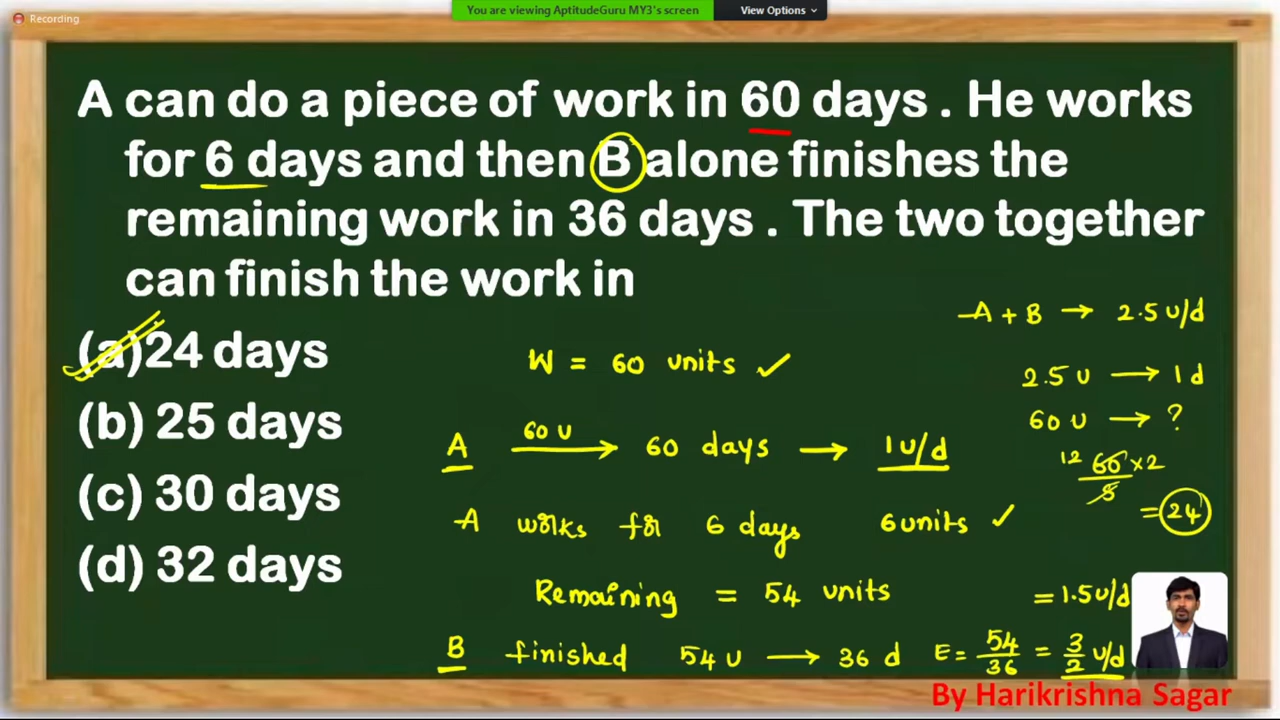 Recording
You are viewing AptitudeGuru MY3's screen View Options
A can do a piece of work in 60 days . He works
for 6 days and then B alone finishes the
remaining work in 36 days . The two together
can finish the work in
(a) 24 days
(b) 25 days
(c) 30 days
(d) 32 days
W = 60 units ✓
A 60 U → 60 days → 1 u/d
A works for 6 days 6 units ✓
Remaining = 54 units
B finished 54 U → 36 d E = 54/36 = 3/2 u/d
= 1.5 u/d
A + B → 2.5 u/d
2.5 U → 1 d
60 U → ?
12 60 × 2 / 5
= 24
By Harikrishna Sagar